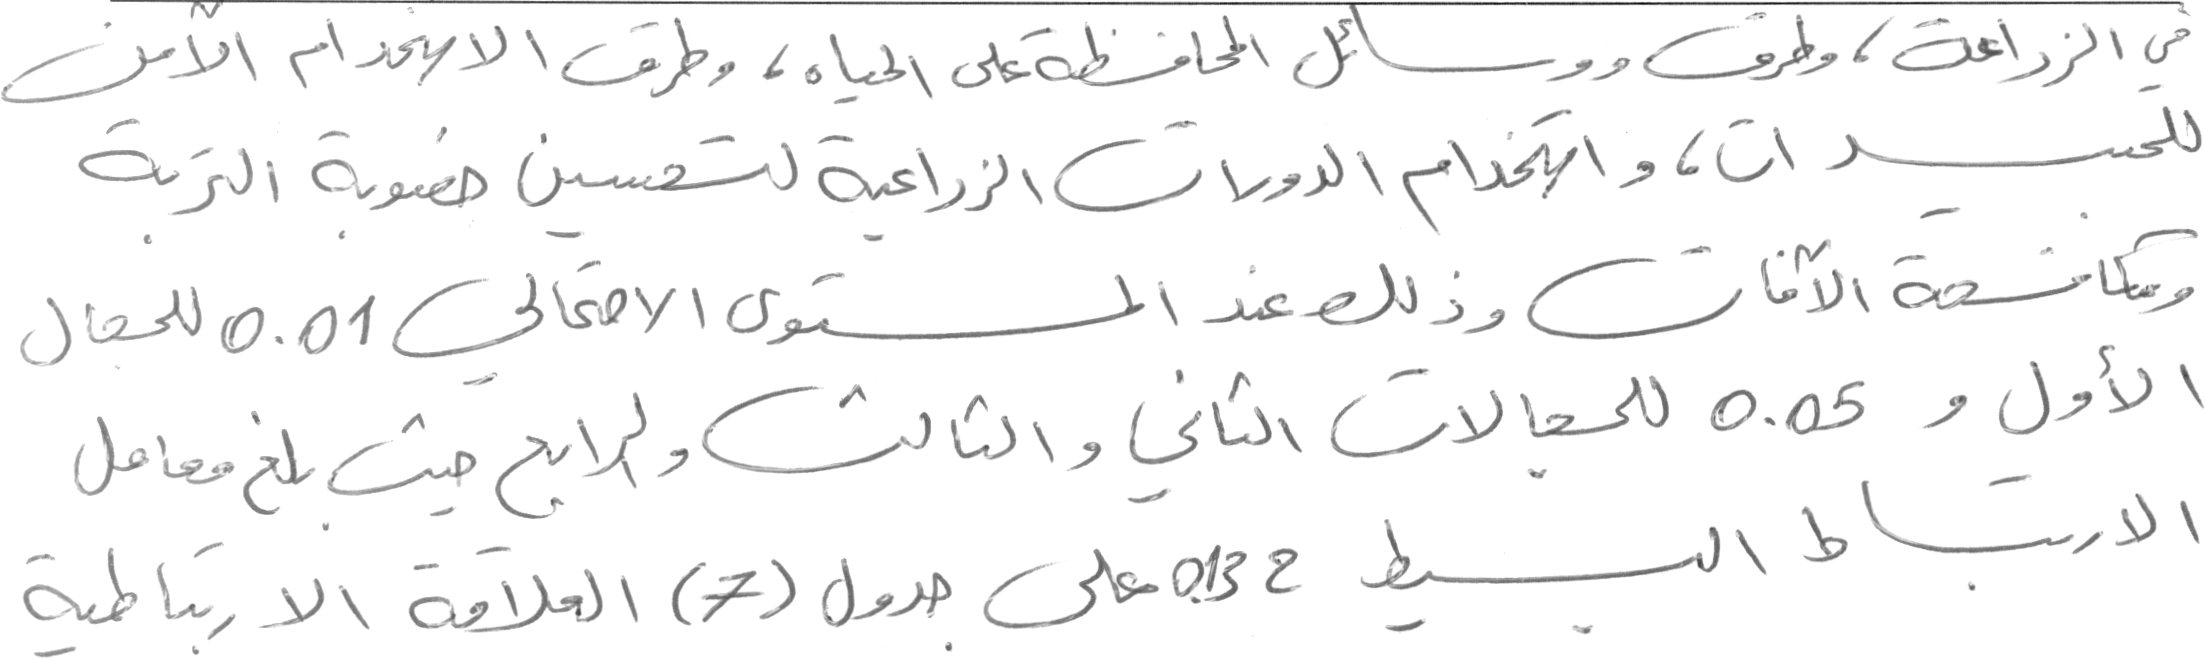 في الزراعة، وطرق ووسائل المحافظة على المياه، وطرق الاستخدام الآمن
للمبيدات، واستخدام الدورات الزراعية لتحسين خصوبة التربة
ومكافحة الآفات وذلك عند المستوى الاحتمالي 0.01 للمجال
الأول و 0.05 للمجالات الثاني والثالث والرابع حيث بلغ معامل
الارتباط البسيط 0.132 على جدول (7) العلاقة الارتباطية